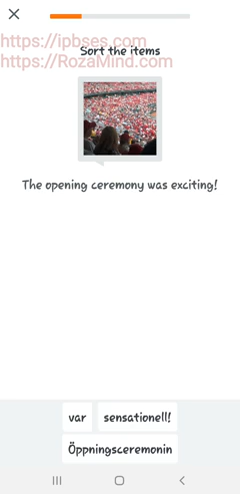 https://ipbses.com
Sort the items
https://RozaMind.com
The opening ceremony was exciting!
var
sensationell!
Öppningsceremonin